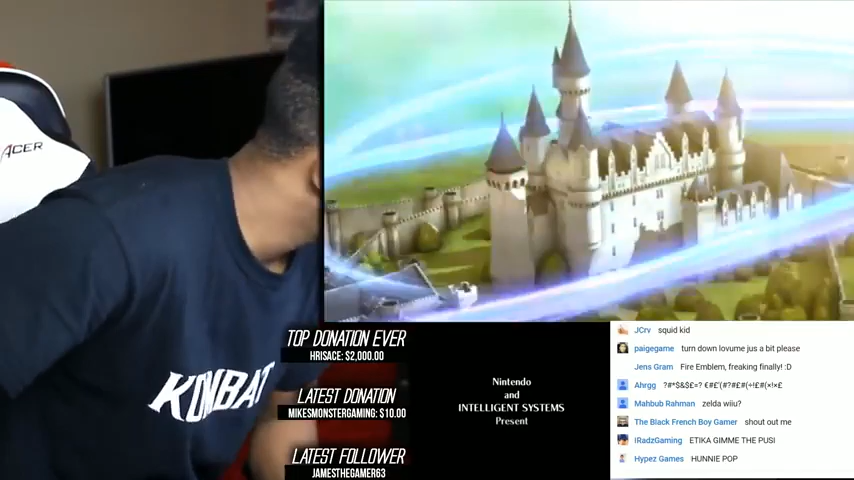 ACER
KOMBAT
TOP DONATION EVER
HRISACE: $2,000.00
LATEST DONATION
MIKESMONSTERGAMING: $10.00
LATEST FOLLOWER
JAMESTHEGAMER63
Nintendo
and
INTELLIGENT SYSTEMS
Present
JCrv squid kid
paigegame turn down lovume jus a bit please
Jens Gram Fire Emblem, freaking finally! :D
Ahrgg
Mahbub Rahman zelda wiiu?
The Black French Boy Gamer shout out me
IRadzGaming ETIKA GIMME THE PUSI
Hypez Games HUNNIE POP